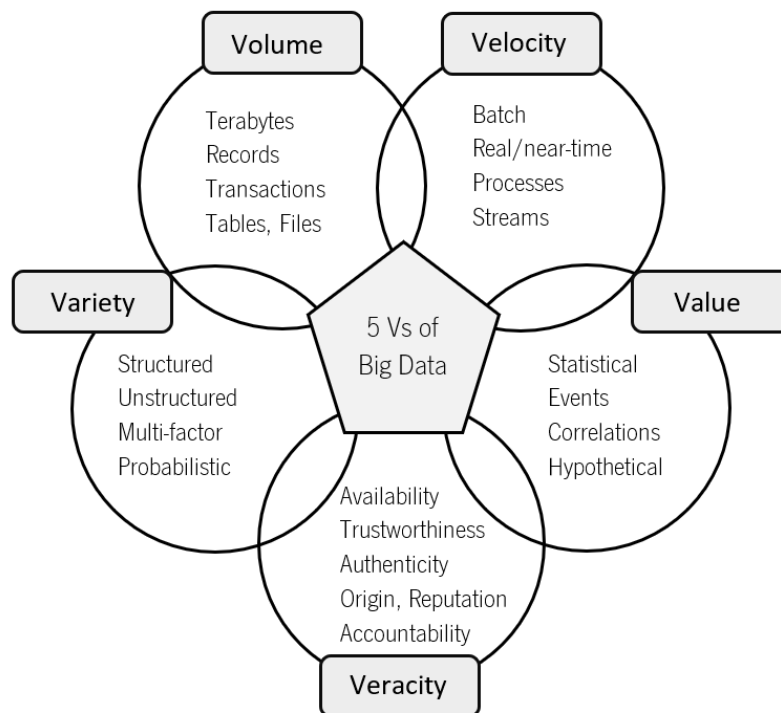 Volume
Terabytes
Records
Transactions
Tables, Files
Velocity
Batch
Real/near-time
Processes
Streams
Variety
Structured
Unstructured
Multi-factor
Probabilistic
5 Vs of
Big Data
Value
Statistical
Events
Correlations
Hypothetical
Availability
Trustworthiness
Authenticity
Origin, Reputation
Accountability
Veracity